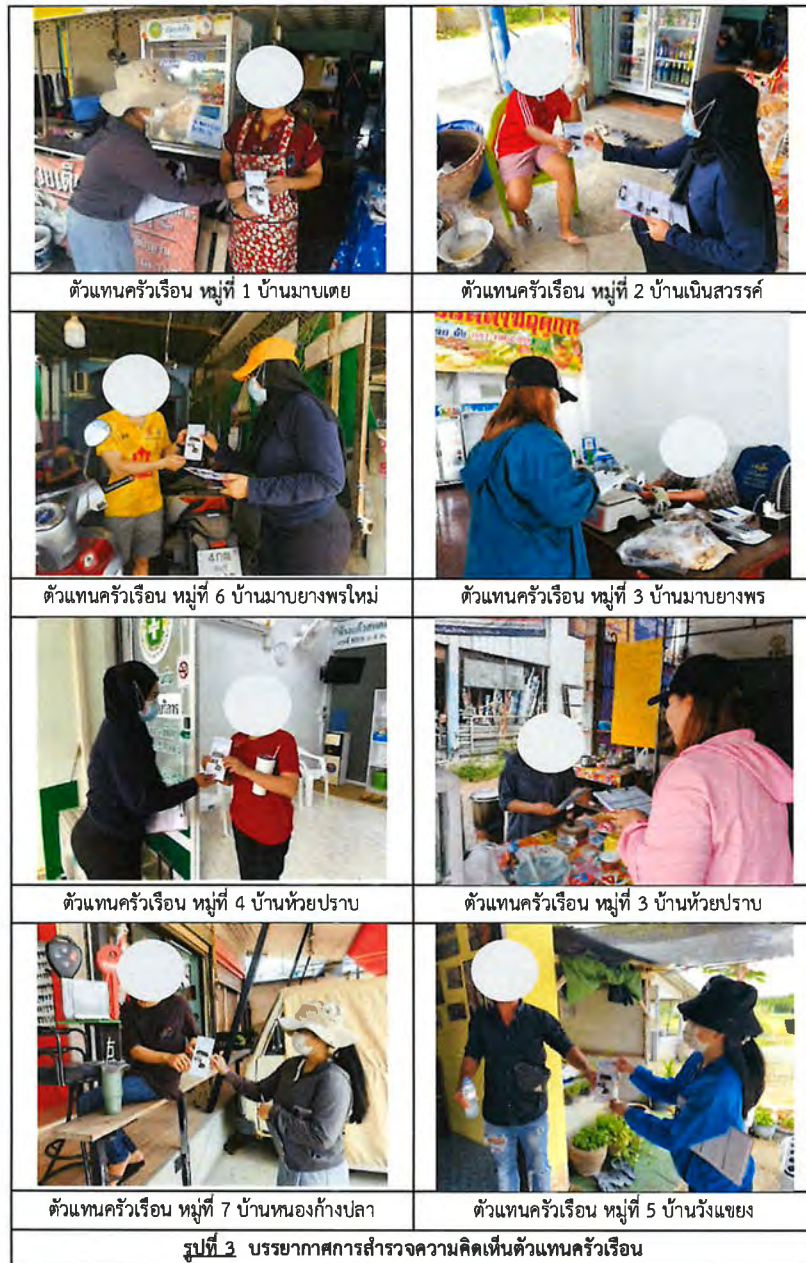 ตัวแทนครัวเรือน หมู่ที่ 1 บ้านมาบเตย
ตัวแทนครัวเรือน หมู่ที่ 2 บ้านเนินสวรรค์
ตัวแทนครัวเรือน หมู่ที่ 6 บ้านมาบยางพรใหม่
ตัวแทนครัวเรือน หมู่ที่ 3 บ้านมาบยางพร
ตัวแทนครัวเรือน หมู่ที่ 4 บ้านห้วยปราบ
ตัวแทนครัวเรือน หมู่ที่ 3 บ้านห้วยปราบ
ตัวแทนครัวเรือน หมู่ที่ 7 บ้านหนองก้างปลา
ตัวแทนครัวเรือน หมู่ที่ 5 บ้านวังแขยง
รูปที่ 3 บรรยากาศการสำรวจความคิดเห็นตัวแทนครัวเรือน